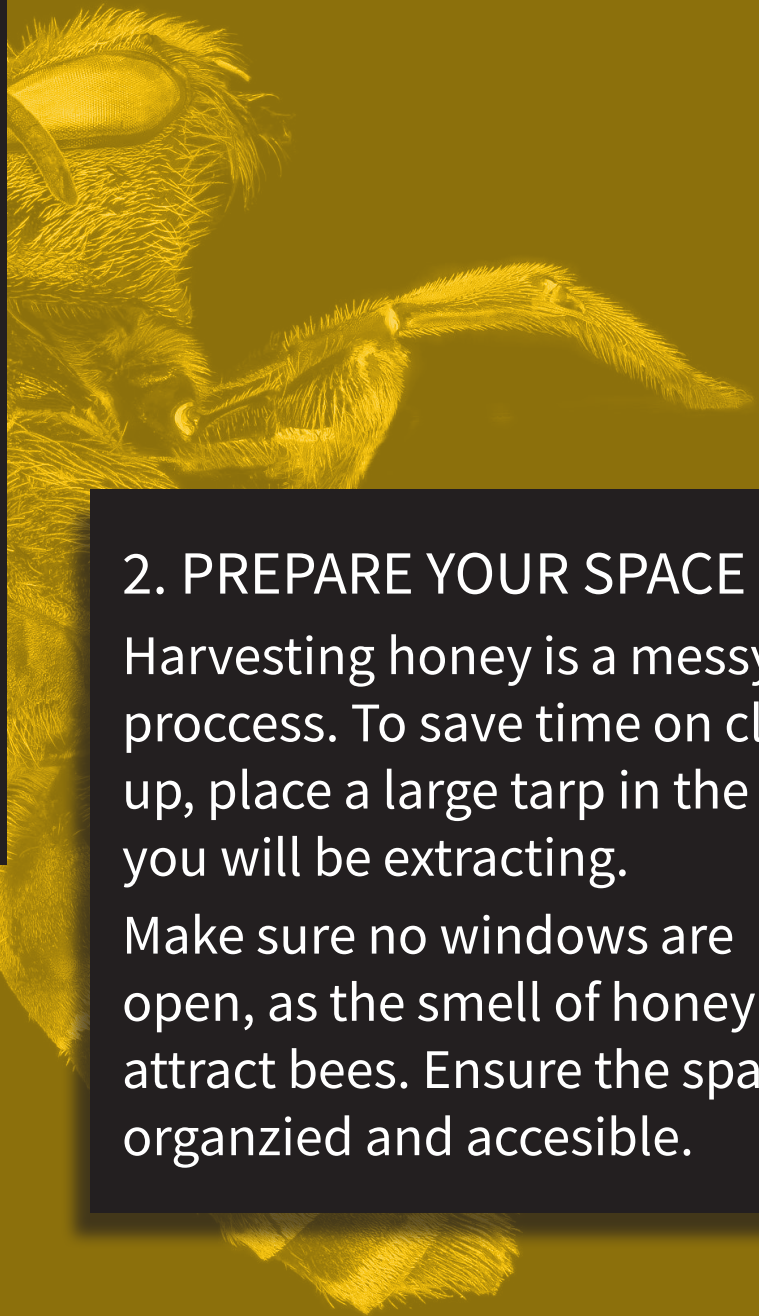 2. PREPARE YOUR SPACE
Harvesting honey is a messy
proccess. To save time on cl
up, place a large tarp in the
you will be extracting.
Make sure no windows are
open, as the smell of honey
attract bees. Ensure the spa
organzied and accesible.